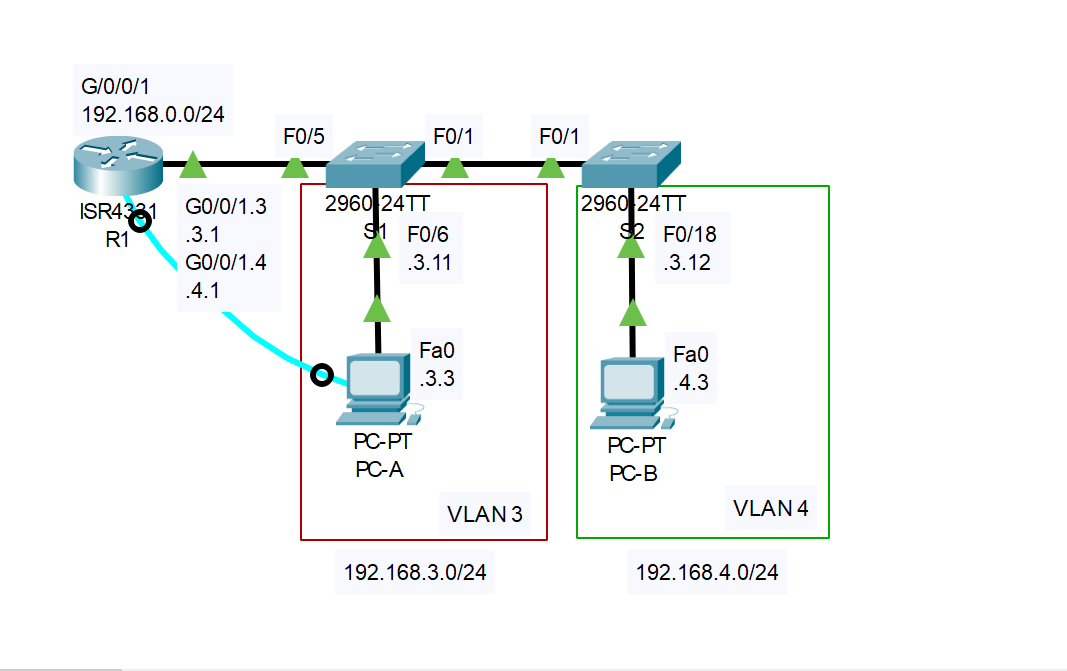 G/0/0/1
192.168.0.0/24
F0/5
F0/1
F0/1
ISR4331
R1
G0/0/1.3
.3.1
G0/0/1.4
.4.1
2960-24TT
S1
F0/6
.3.11
2960-24TT
S2
F0/18
.3.12
Fa0
.3.3
PC-PT
PC-A
Fa0
.4.3
PC-PT
PC-B
VLAN 3
VLAN 4
192.168.3.0/24
192.168.4.0/24